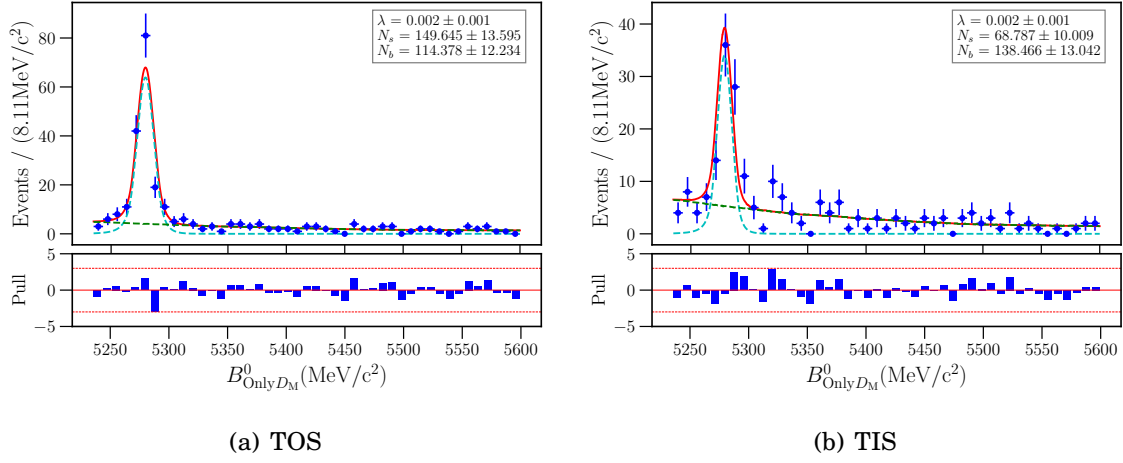 λ = 0.002 ± 0.001
N_s = 149.645 ± 13.595
N_b = 114.378 ± 12.234
Events / (8.11MeV/c²)
80
60
40
20
0
Pull
5
0
−5
5250 5300 5350 5400 5450 5500 5550 5600
B⁰_OnlyD_M (MeV/c²)
(a) TOS
λ = 0.002 ± 0.001
N_s = 68.787 ± 10.009
N_b = 138.466 ± 13.042
Events / (8.11MeV/c²)
40
30
20
10
0
Pull
5
0
−5
5250 5300 5350 5400 5450 5500 5550 5600
B⁰_OnlyD_M (MeV/c²)
(b) TIS